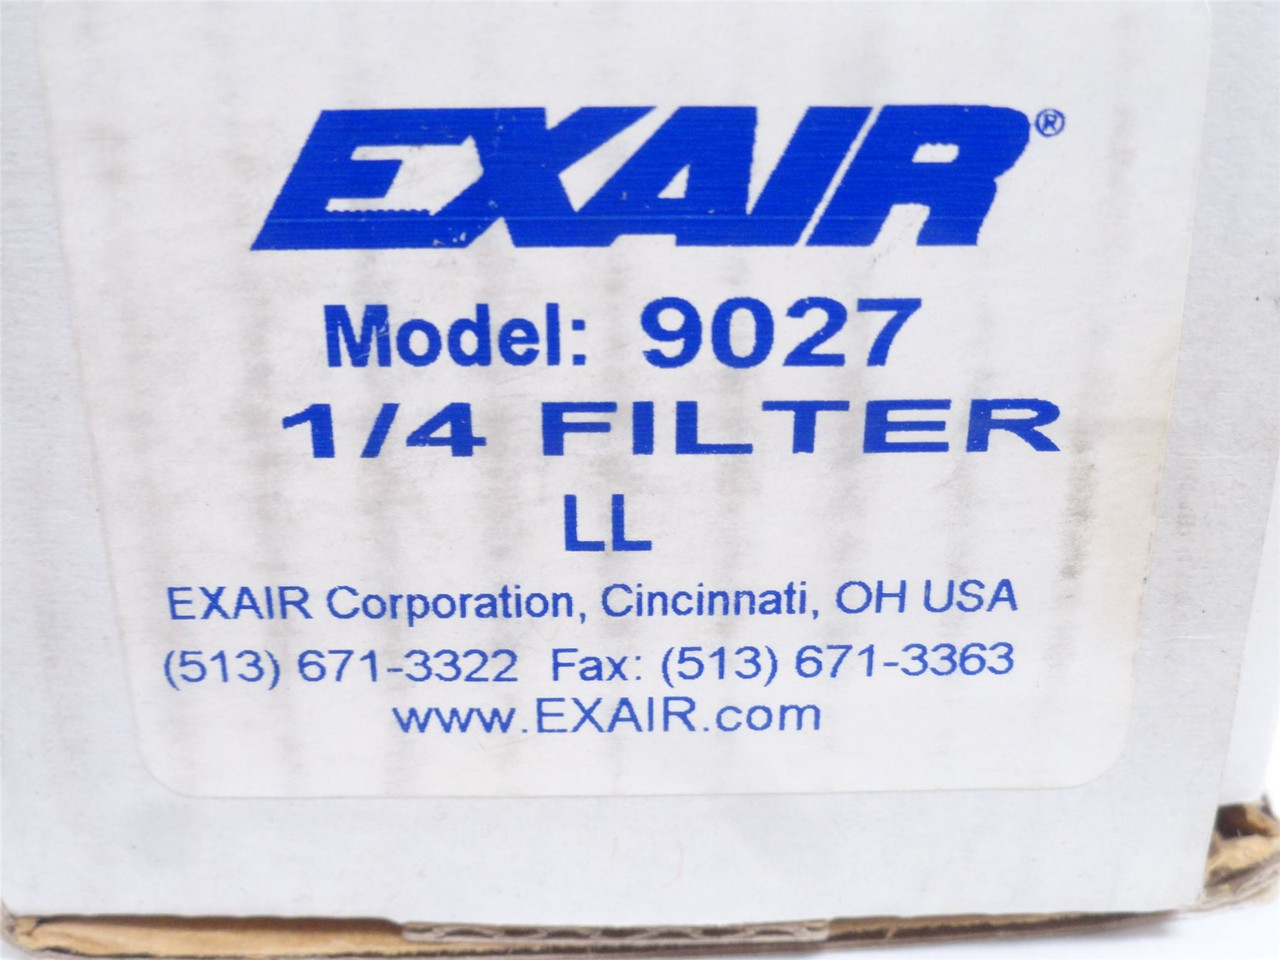 EXAIR®
Model: 9027
1/4 FILTER
LL
EXAIR Corporation, Cincinnati, OH USA
(513) 671-3322 Fax: (513) 671-3363
www.EXAIR.com